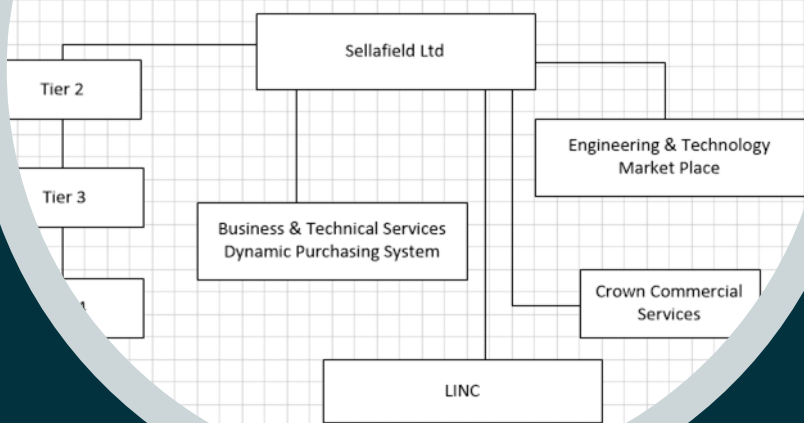 Sellafield Ltd
Tier 2
Engineering & Technology
Market Place
Tier 3
Business & Technical Services
Dynamic Purchasing System
Crown Commercial
Services
LINC